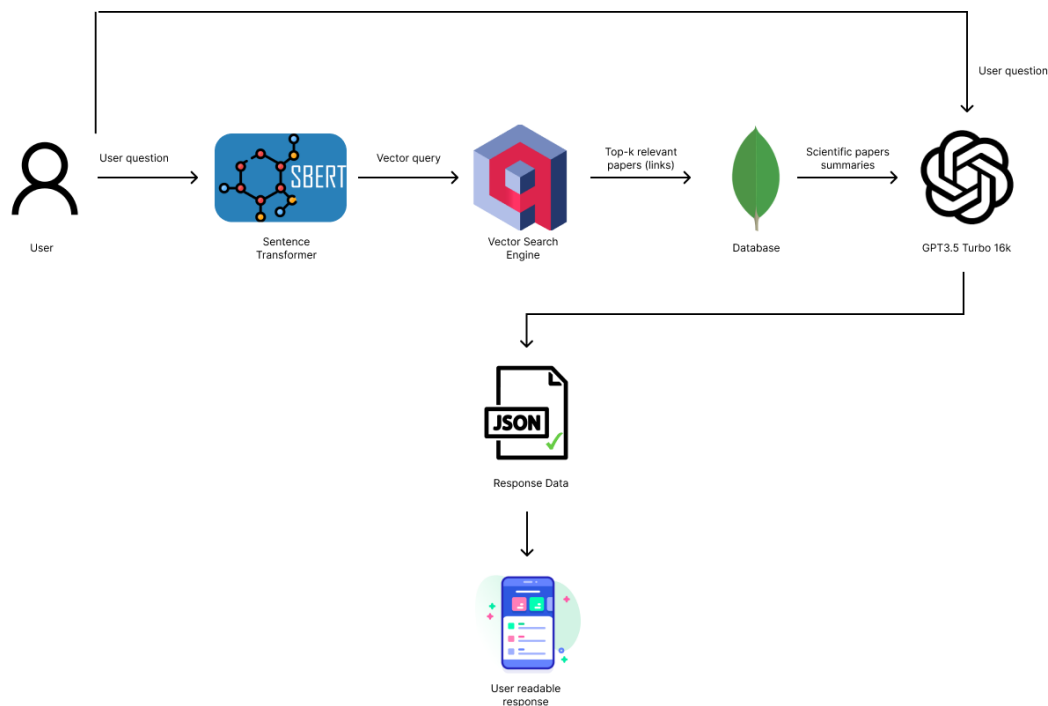 User question
User question
Vector query
Top-k relevant
papers (links)
Scientific papers
summaries
SBERT
User
Sentence
Transformer
Vector Search
Engine
Database
GPT3.5 Turbo 16k
JSON
Response Data
User readable
response